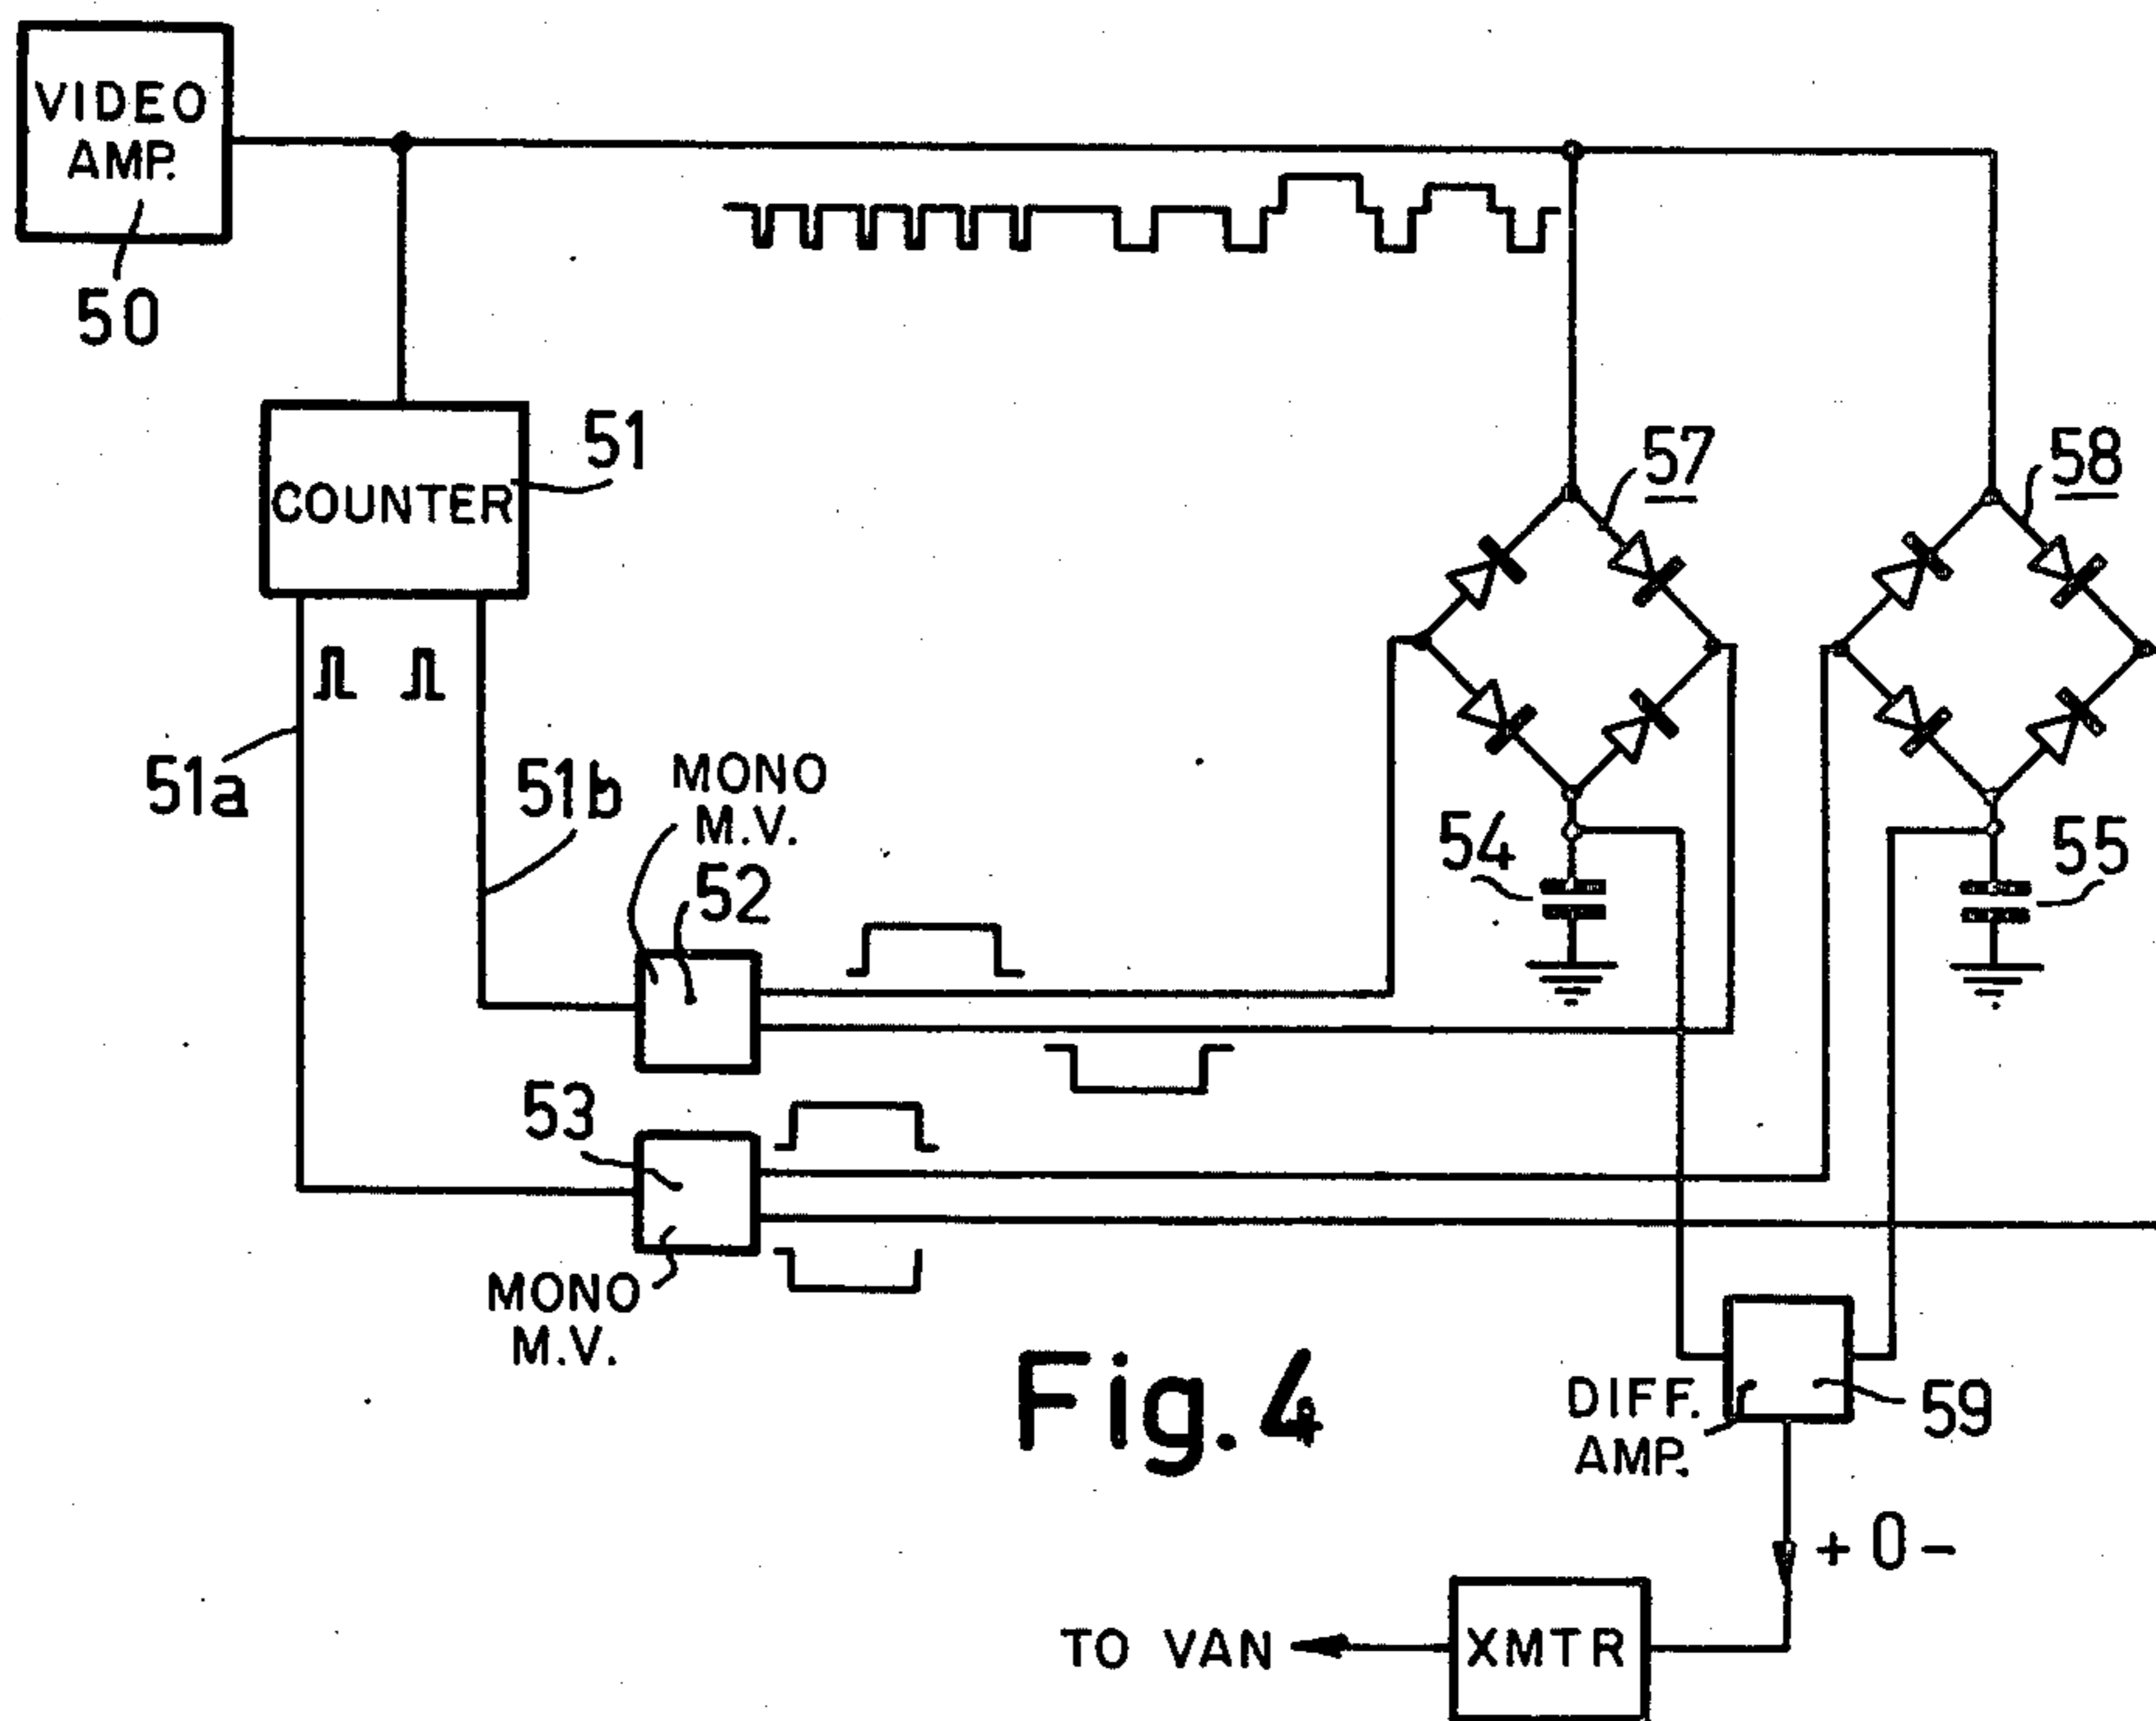 VIDEO
AMP.
50
COUNTER
51
57
58
51a
51b
MONO
M.V.
52
54
55
53
MONO
M.V.
Fig.4
DIFF.
AMP.
59
+ 0 -
TO VAN
XMTR